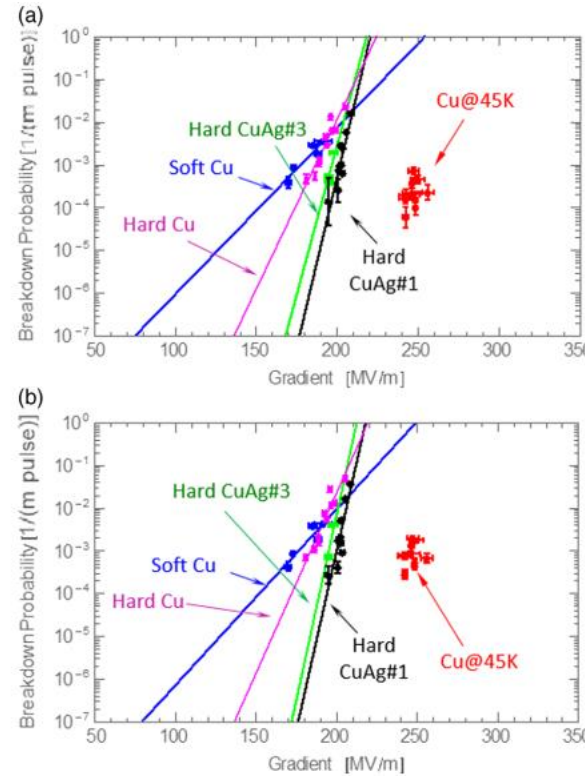 (a)
Breakdown Probability [1/(m pulse)]
10⁰
10⁻¹
10⁻²
10⁻³
10⁻⁴
10⁻⁵
10⁻⁶
10⁻⁷
Cu@45K
Hard CuAg#3
Soft Cu
Hard Cu
Hard
CuAg#1
50 100 150 200 250 300 350
Gradient [MV/m]
(b)
Breakdown Probability [1/(m pulse)]
10⁰
10⁻¹
10⁻²
10⁻³
10⁻⁴
10⁻⁵
10⁻⁶
10⁻⁷
Hard CuAg#3
Soft Cu
Hard Cu
Cu@45K
Hard
CuAg#1
50 100 150 200 250 300 35
Gradient [MV/m]